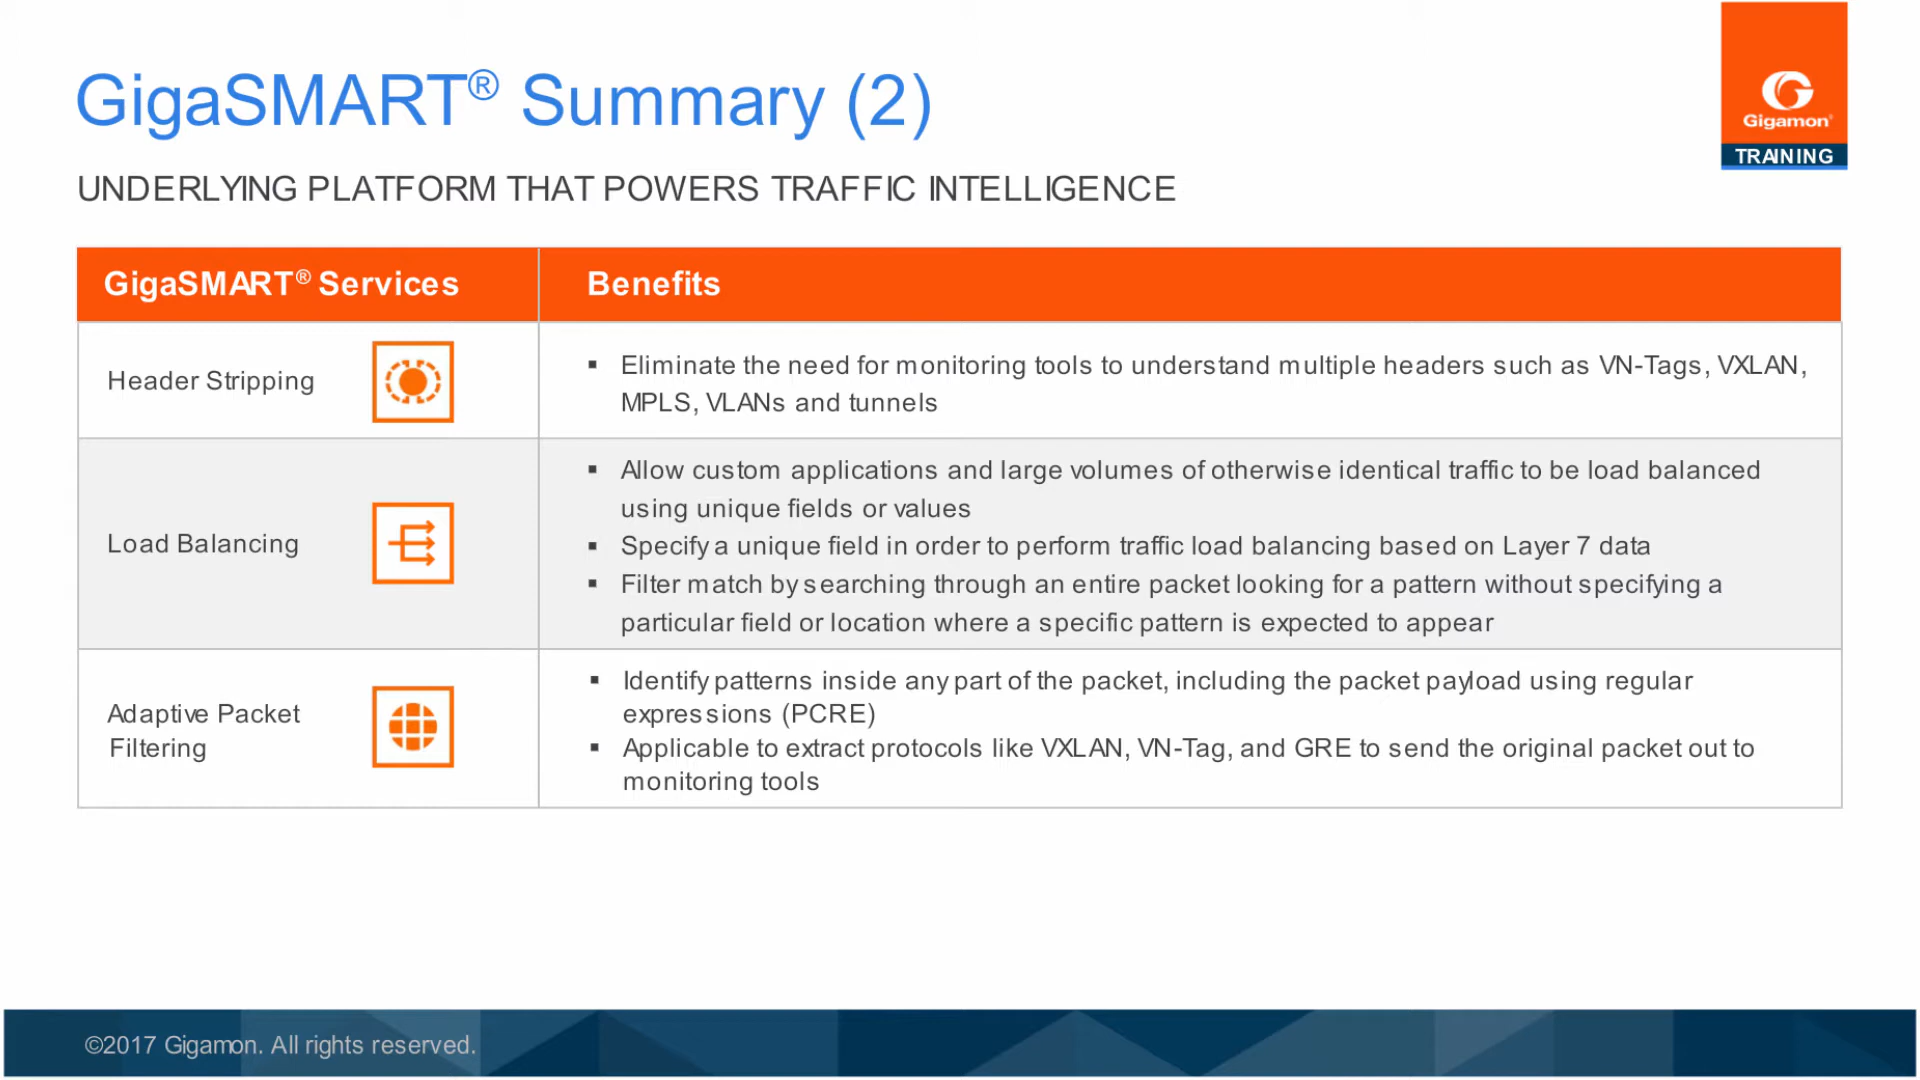 GigaSMART® Summary (2)
Gigamon®
TRAINING
UNDERLYING PLATFORM THAT POWERS TRAFFIC INTELLIGENCE
GigaSMART® Services
Benefits
Header Stripping
▪ Eliminate the need for monitoring tools to understand multiple headers such as VN-Tags, VXLAN,
MPLS, VLANs and tunnels
Load Balancing
▪ Allow custom applications and large volumes of otherwise identical traffic to be load balanced
using unique fields or values
▪ Specify a unique field in order to perform traffic load balancing based on Layer 7 data
▪ Filter match by searching through an entire packet looking for a pattern without specifying a
particular field or location where a specific pattern is expected to appear
Adaptive Packet
Filtering
▪ Identify patterns inside any part of the packet, including the packet payload using regular
expressions (PCRE)
▪ Applicable to extract protocols like VXLAN, VN-Tag, and GRE to send the original packet out to
monitoring tools
©2017 Gigamon. All rights reserved.